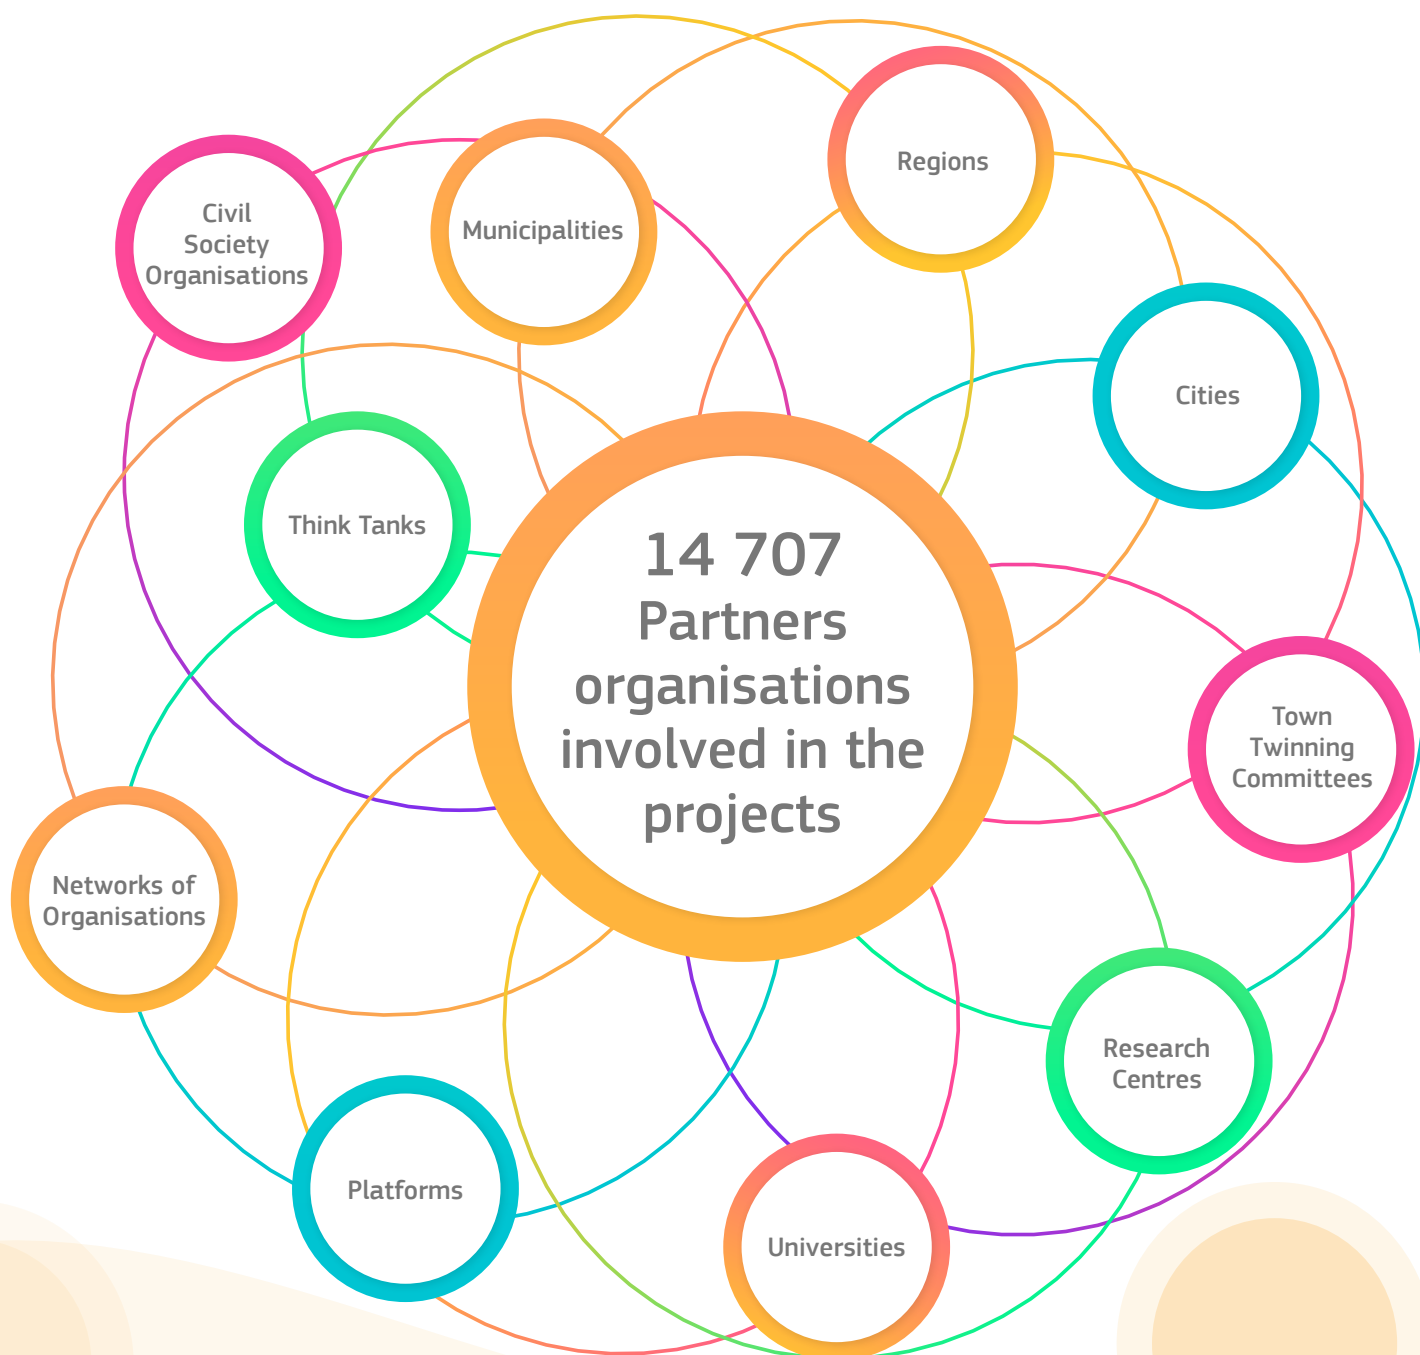 Regions
Civil
Society
Organisations
Municipalities
Cities
Think Tanks
14 707
Partners
organisations
involved in the
projects
Town
Twinning
Committees
Networks of
Organisations
Research
Centres
Platforms
Universities